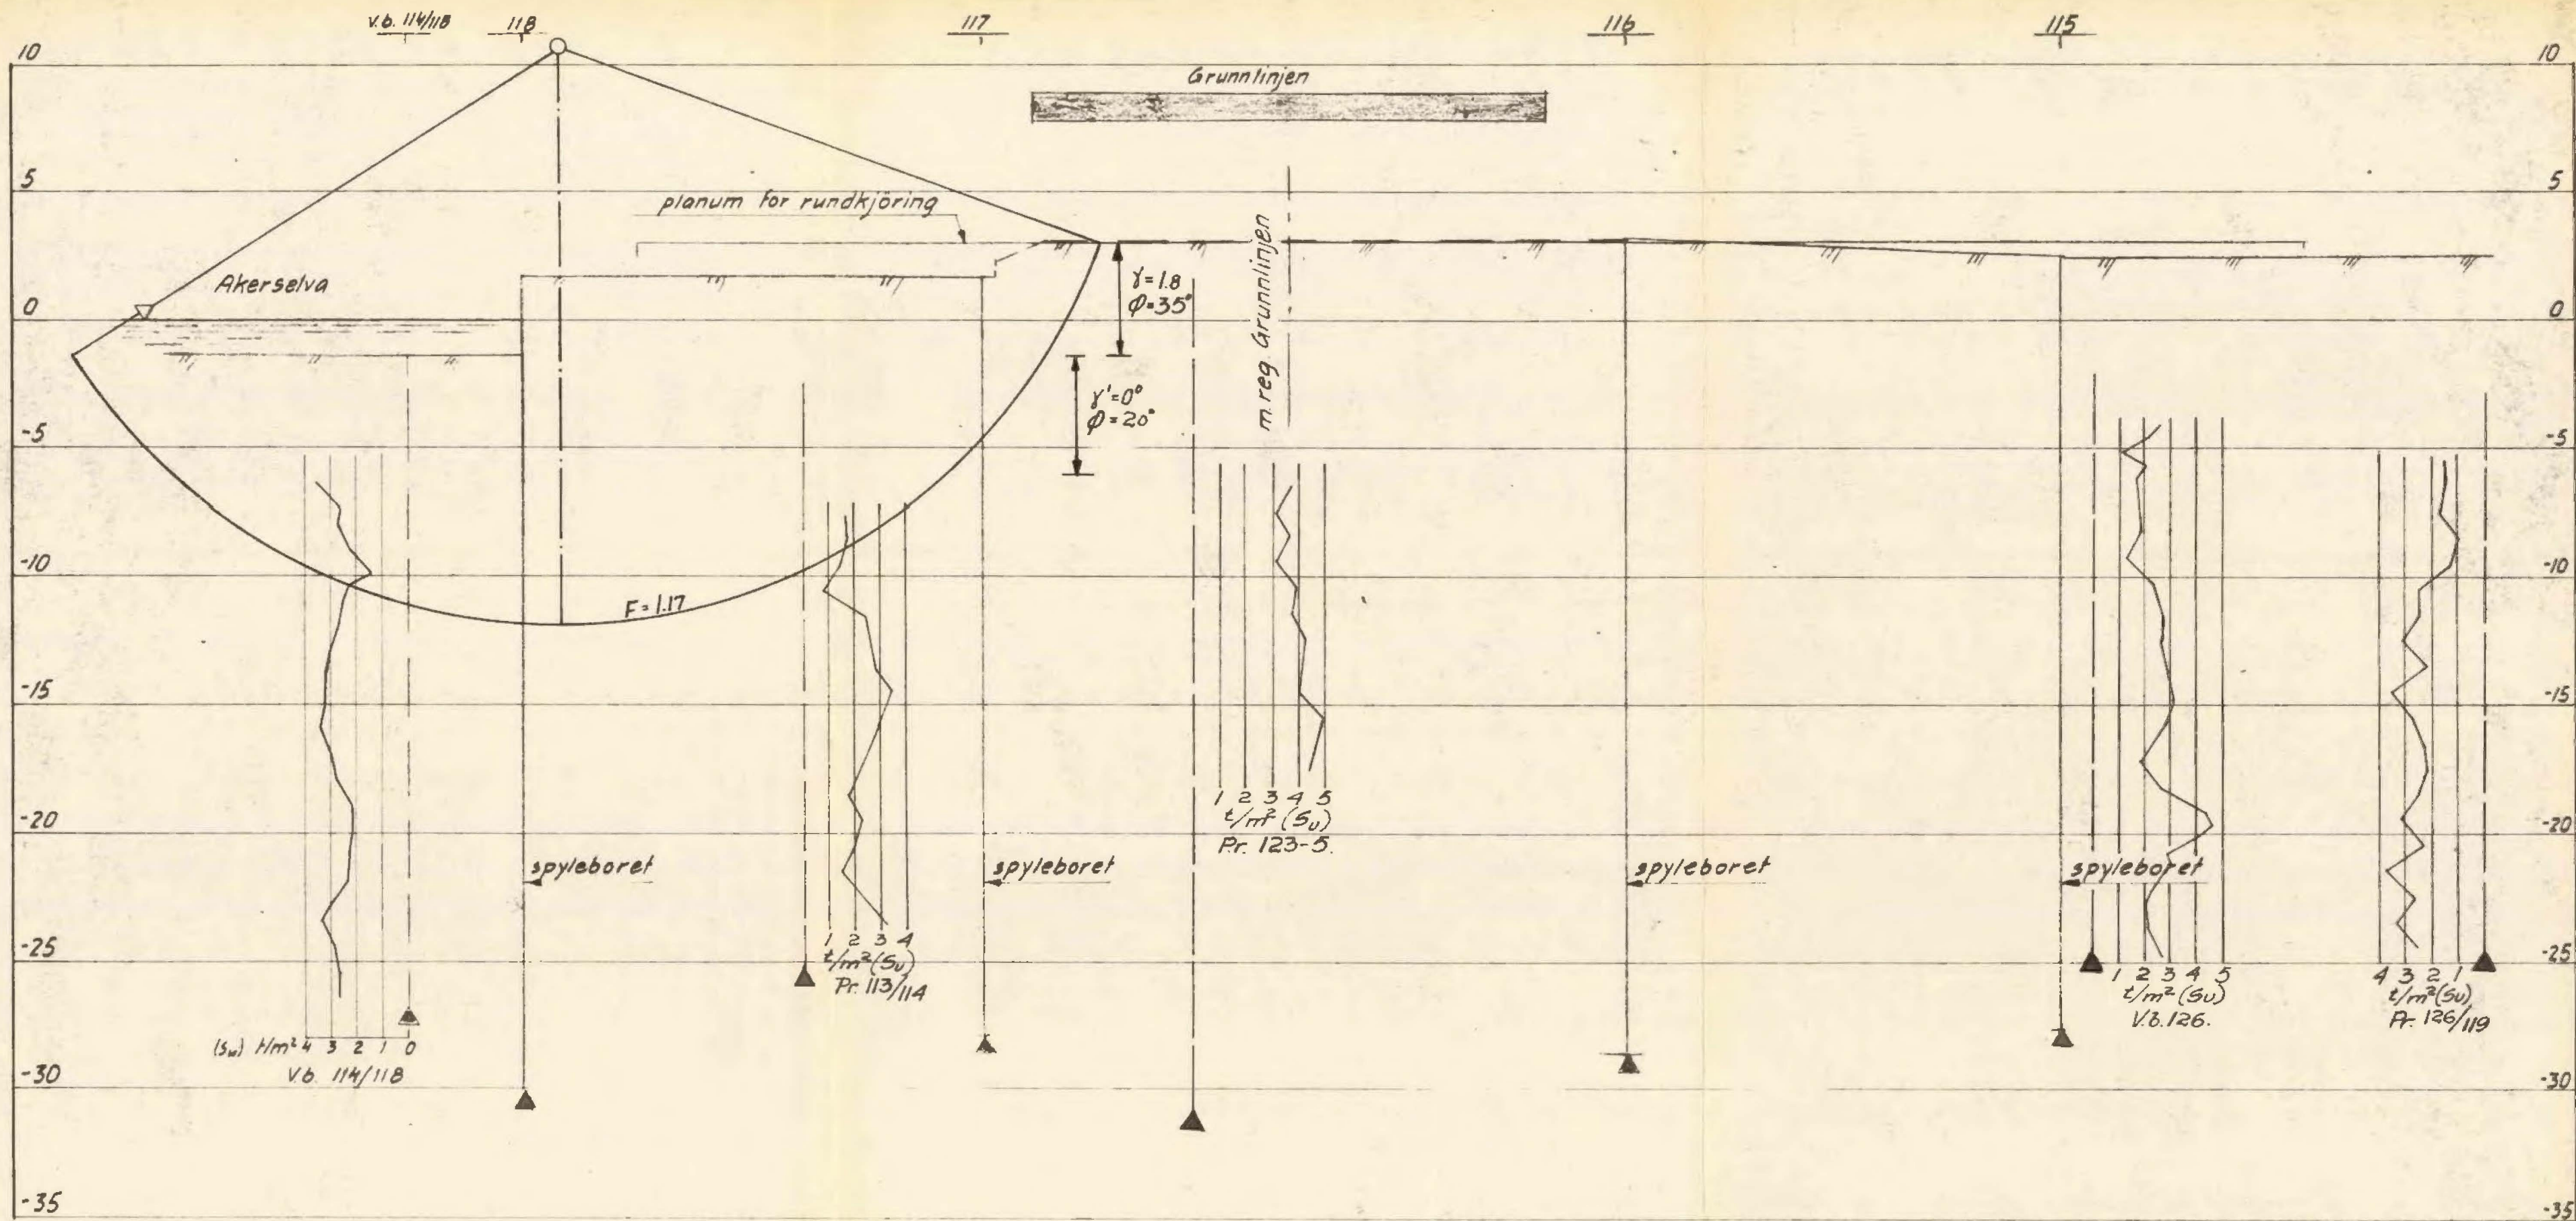 V.b. 114/118
118
117
116
115
10
10
Grunnlinjen
5
5
planum for rundkjöring
m. reg. Grunnlinjen
Akerselva
γ=1.8
φ=35°
0
0
γ'=0°
φ=20°
-5
-5
-10
-10
F=1.17
-15
-15
1 2 3 4 5
t/m² (Su)
Pr. 123-5.
-20
-20
spyleboret
spyleboret
spyleboret
spyleboret
1 2 3 4
t/m² (Su)
Pr. 113/114
-25
-25
1 2 3 4 5
t/m² (Su)
V.b. 126.
4 3 2 1
t/m² (Su)
Pr. 126/119
(Su) t/m² 4 3 2 1 0
V.b. 114/118
-30
-30
-35
-35